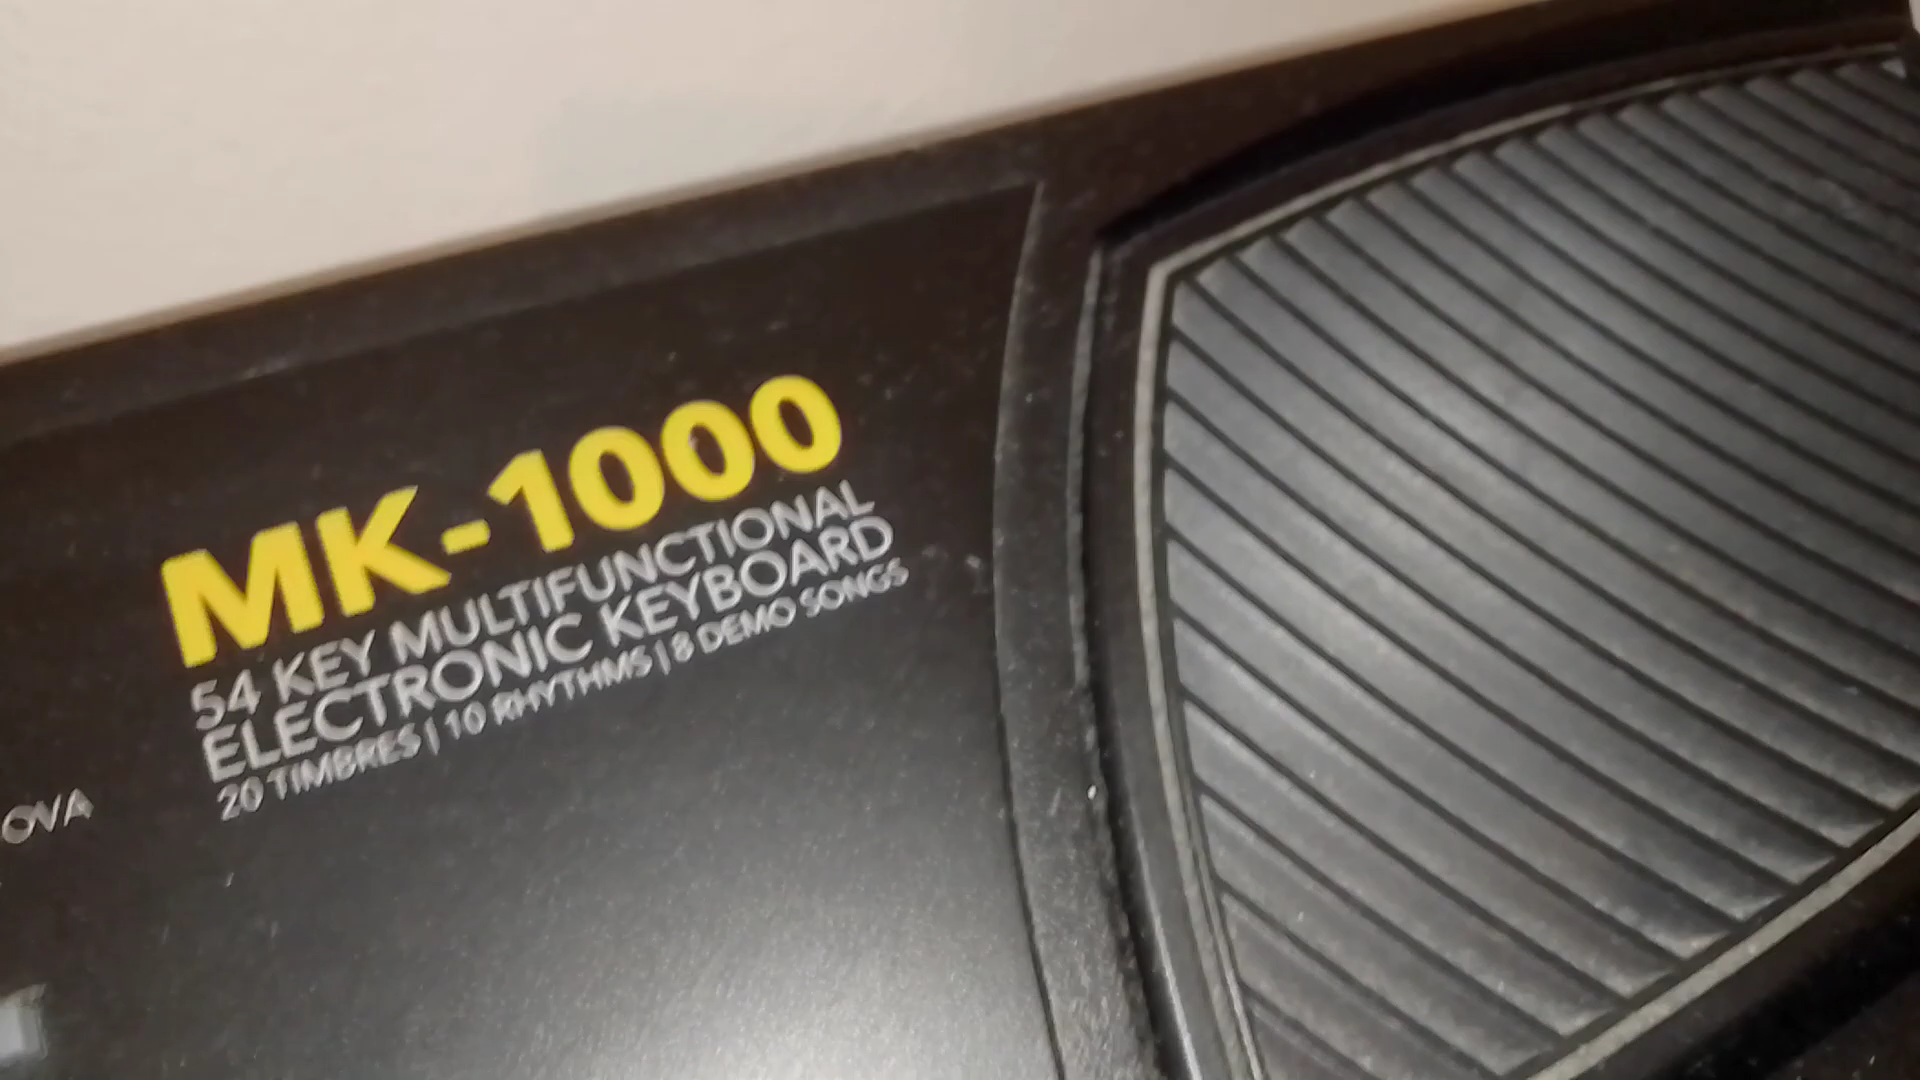 MK-1000
54 KEY MULTIFUNCTIONAL
ELECTRONIC KEYBOARD
20 TIMBRES | 10 RHYTHMS | 8 DEMO SONGS
OVA